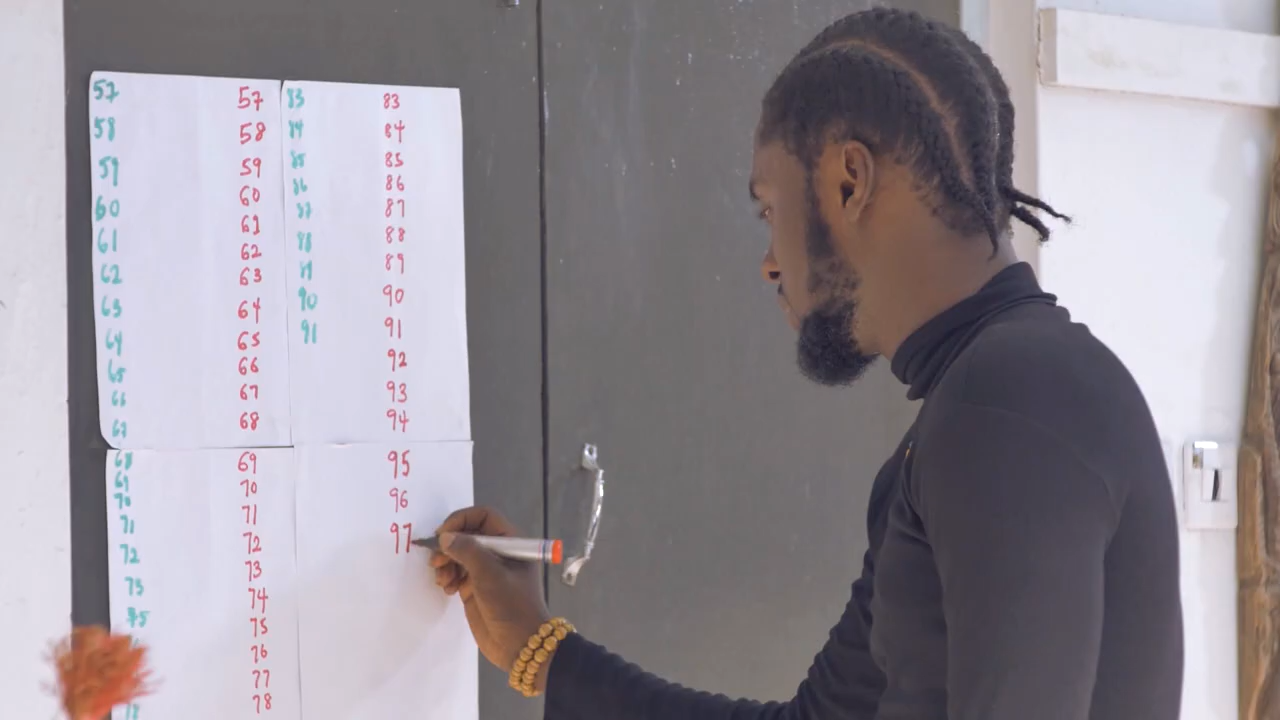 57 57 83 83
58 58 84 84
59 59 85 85
60 60 86 86
61 61 87 87
62 62 88 88
63 63 89 89
64 64 90 90
65 65 91 91
66 66 92
67 67 93
68 94
68 69 95
69 70 96
70 71 97
71 72
72 73
73 74
75 75
76
77
78